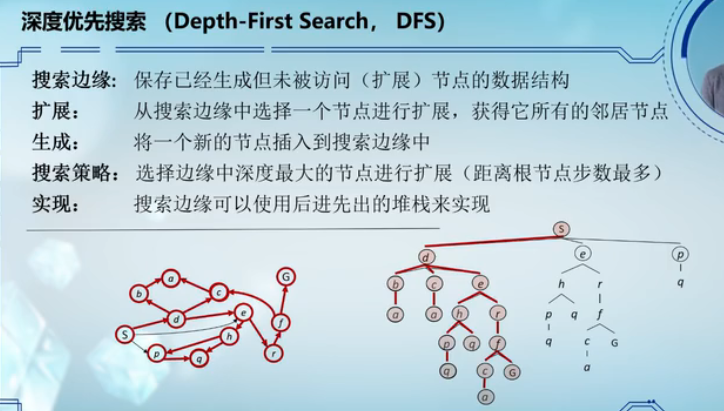 深度优先搜索 （Depth-First Search， DFS）
搜索边缘： 保存已经生成但未被访问（扩展）节点的数据结构
扩展： 从搜索边缘中选择一个节点进行扩展，获得它所有的邻居节点
生成： 将一个新的节点插入到搜索边缘中
搜索策略： 选择边缘中深度最大的节点进行扩展（距离根节点步数最多）
实现： 搜索边缘可以使用后进先出的堆栈来实现
a G
b c
d e f
S h
p q r
S
d e p
b c e h r q
a a h r p q f
p q f q c G
q c G a
a